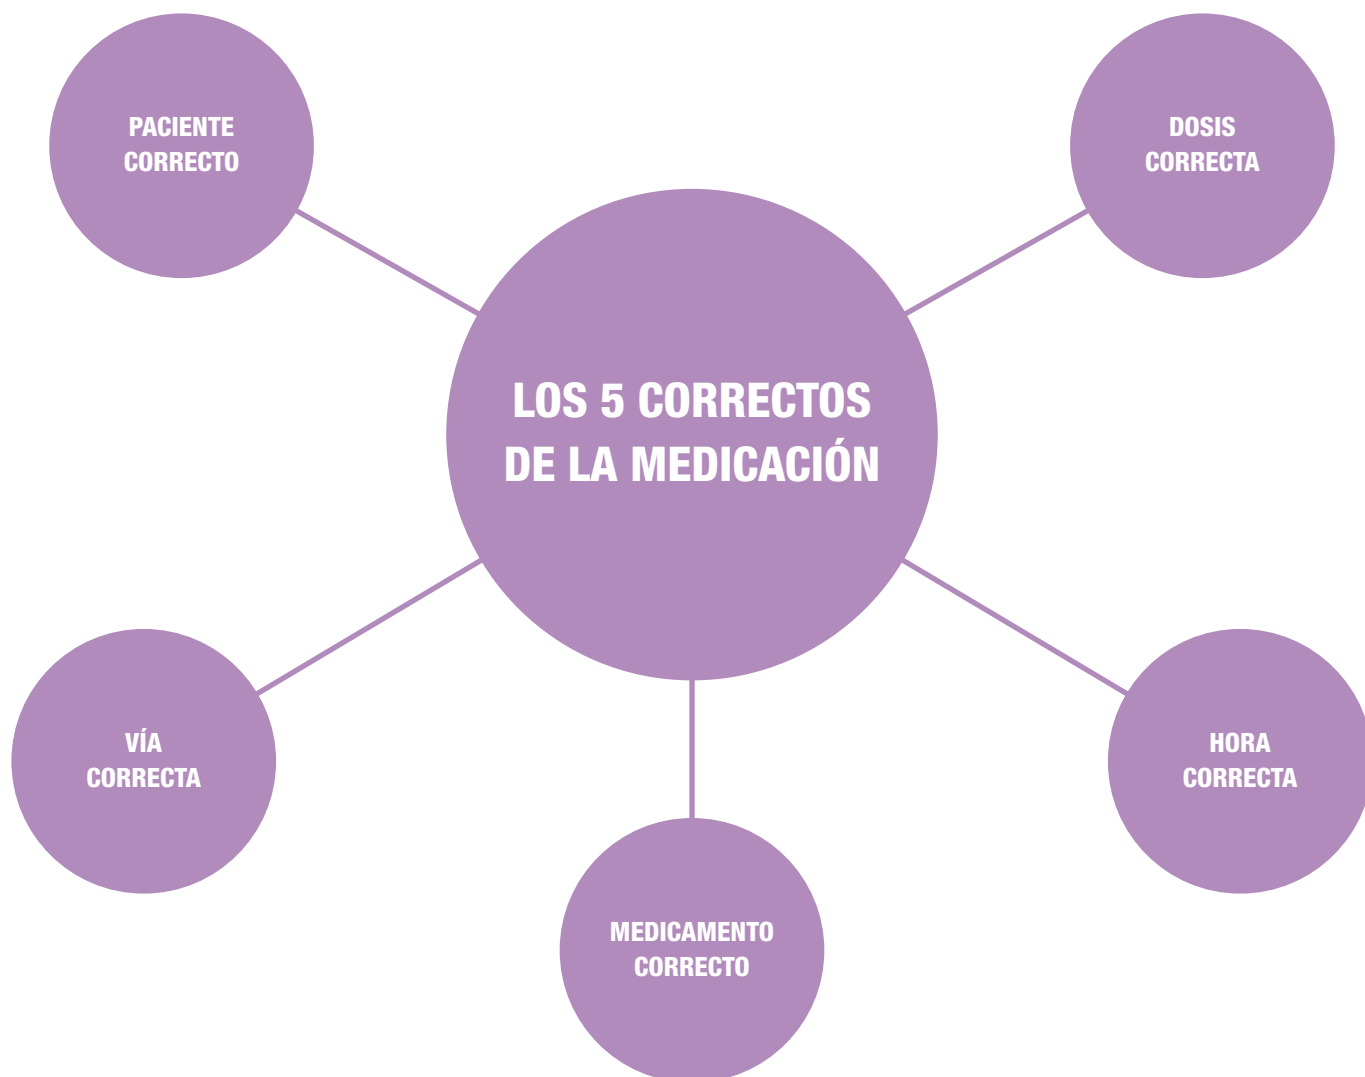 PACIENTE
CORRECTO
DOSIS
CORRECTA
LOS 5 CORRECTOS
DE LA MEDICACIÓN
VÍA
CORRECTA
HORA
CORRECTA
MEDICAMENTO
CORRECTO